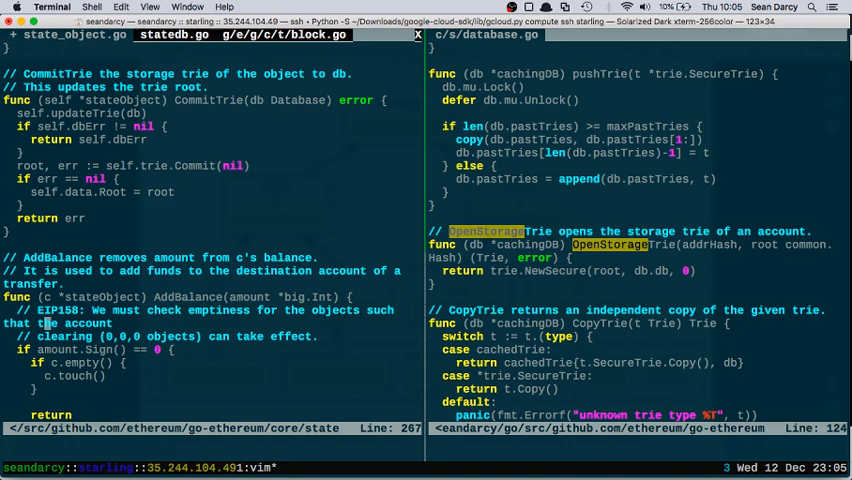 Terminal Shell Edit View Window Help 10% Thu 10:05 Sean Darcy
seandarcy — seandarcy@starling: ~ — ssh ‹ Python -S ~/Downloads/google-cloud-sdk/lib/gcloud.py compute ssh starling — Solarized Dark xterm-256color — 123×34
+ state_object.go statedb.go g/e/g/c/t/block.go X
}
// CommitTrie the storage trie of the object to db.
// This updates the trie root.
func (self *stateObject) CommitTrie(db Database) error {
self.updateTrie(db)
if self.dbErr != nil {
return self.dbErr
}
root, err := self.trie.Commit(nil)
if err == nil {
self.data.Root = root
}
return err
}
// AddBalance removes amount from c's balance.
// It is used to add funds to the destination account of a
transfer.
func (c *stateObject) AddBalance(amount *big.Int) {
// EIP158: We must check emptiness for the objects such
that the account
// clearing (0,0,0 objects) can take effect.
if amount.Sign() == 0 {
if c.empty() {
c.touch()
}
return
</src/github.com/ethereum/go-ethereum/core/state Line: 267
c/s/database.go
}
func (db *cachingDB) pushTrie(t *trie.SecureTrie) {
db.mu.Lock()
defer db.mu.Unlock()
if len(db.pastTries) >= maxPastTries {
copy(db.pastTries, db.pastTries[1:])
db.pastTries[len(db.pastTries)-1] = t
} else {
db.pastTries = append(db.pastTries, t)
}
}
// OpenStorageTrie opens the storage trie of an account.
func (db *cachingDB) OpenStorageTrie(addrHash, root common.
Hash) (Trie, error) {
return trie.NewSecure(root, db.db, 0)
}
// CopyTrie returns an independent copy of the given trie.
func (db *cachingDB) CopyTrie(t Trie) Trie {
switch t := t.(type) {
case cachedTrie:
return cachedTrie{t.SecureTrie.Copy(), db}
case *trie.SecureTrie:
return t.Copy()
default:
panic(fmt.Errorf("unknown trie type %T", t))
<eandarcy/go/src/github.com/ethereum/go-ethereum Line: 124
seandarcy::starling:35.244.104.491:vim* 3 Wed 12 Dec 23:05